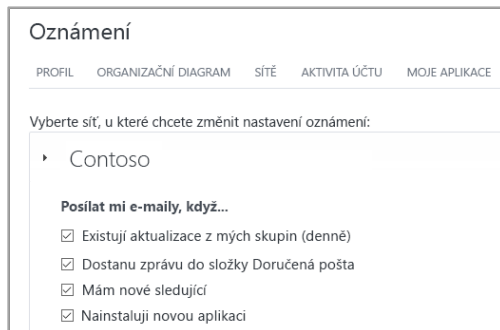 Oznámení
PROFIL ORGANIZAČNÍ DIAGRAM SÍTĚ AKTIVITA ÚČTU MOJE APLIKACE
Vyberte síť, u které chcete změnit nastavení oznámení:
Contoso
Posílat mi e-maily, když...
Existují aktualizace z mých skupin (denně)
Dostanu zprávu do složky Doručená pošta
Mám nové sledující
Nainstaluji novou aplikaci